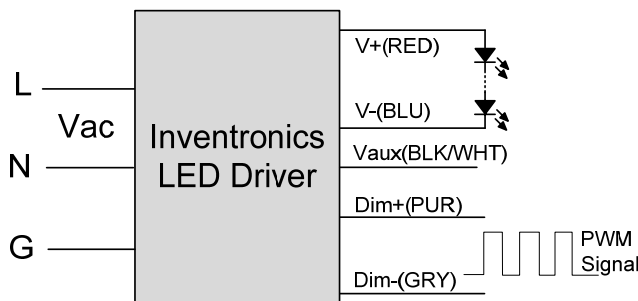 L
Vac
N
G
Inventronics
LED Driver
V+(RED)
V-(BLU)
Vaux(BLK/WHT)
Dim+(PUR)
Dim-(GRY)
PWM
Signal